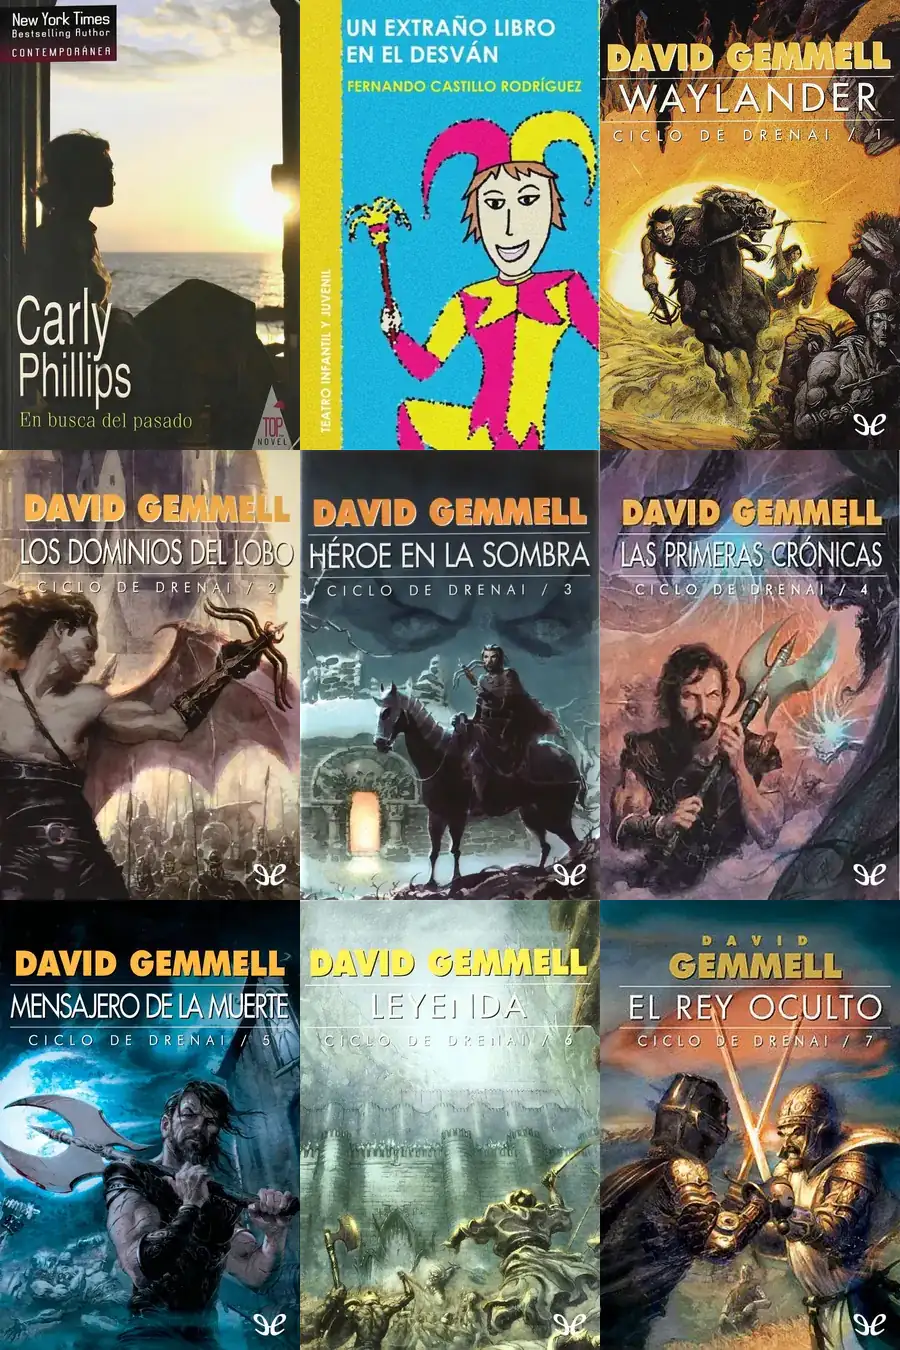 New York Times
Bestselling Author
CONTEMPORÁNEA
Carly
Phillips
En busca del pasado
TOP
NOVEL
UN EXTRAÑO LIBRO
EN EL DESVÁN
FERNANDO CASTILLO RODRÍGUEZ
TEATRO INFANTIL Y JUVENIL
DAVID GEMMELL
WAYLANDER
CICLO DE DRENAI / 1
DAVID GEMMELL
LOS DOMINIOS DEL LOBO
CICLO DE DRENAI / 2
DAVID GEMMELL
HÉROE EN LA SOMBRA
CICLO DE DRENAI / 3
DAVID GEMMELL
LAS PRIMERAS CRÓNICAS
CICLO DE DRENAI / 4
DAVID GEMMELL
MENSAJERO DE LA MUERTE
CICLO DE DRENAI / 5
DAVID GEMMELL
LEYENDA
CICLO DE DRENAI / 6
DAVID
GEMMELL
EL REY OCULTO
CICLO DE DRENAI / 7